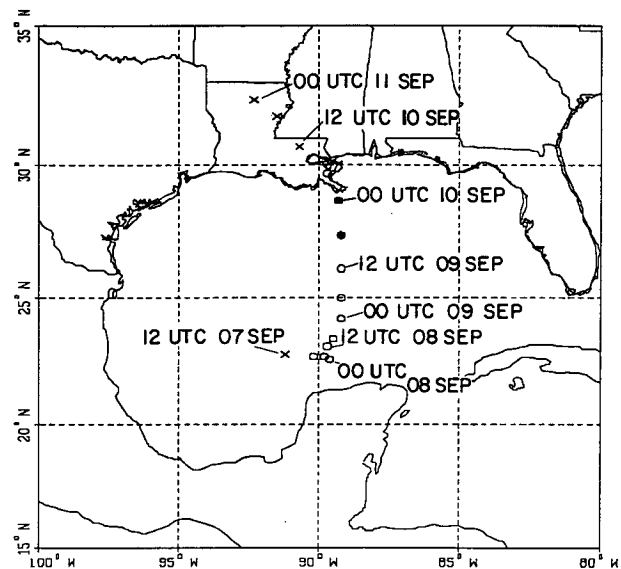 35° N
00 UTC 11 SEP
12 UTC 10 SEP
30° N
00 UTC 10 SEP
12 UTC 09 SEP
25° N
00 UTC 09 SEP
12 UTC 07 SEP
12 UTC 08 SEP
00 UTC
08 SEP
20° N
15° N
100° W
95° W
90° W
85° W
80° W